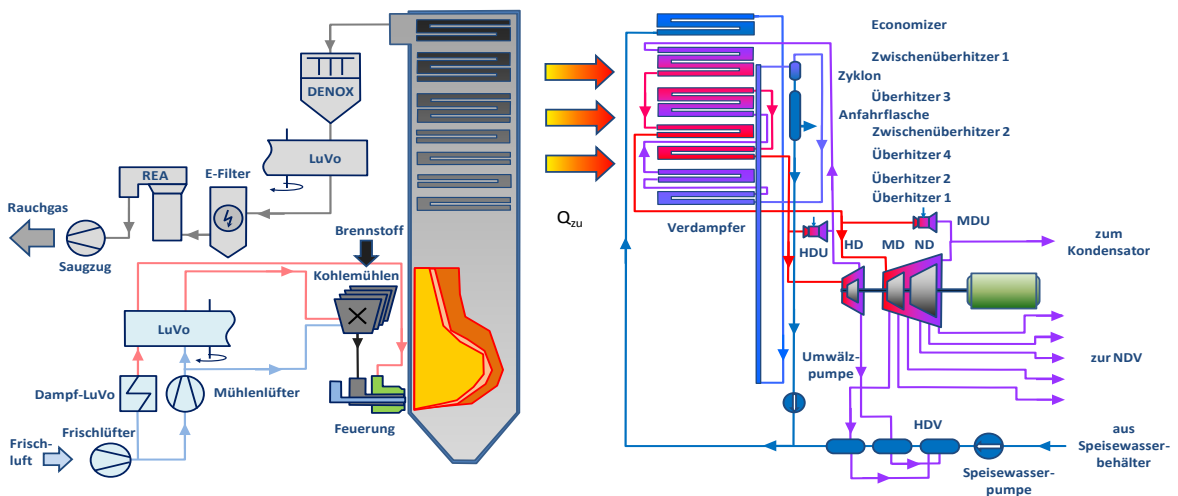 DENOX
LuVo
REA
E-Filter
Rauchgas
Saugzug
Brennstoff
Kohlemühlen
LuVo
Dampf-LuVo
Mühlenlüfter
Feuerung
Frischlüfter
Frisch-
luft
Qzu
Economizer
Zwischenüberhitzer 1
Zyklon
Überhitzer 3
Anfahrflasche
Zwischenüberhitzer 2
Überhitzer 4
Überhitzer 2
Überhitzer 1
Verdampfer
MDU
HDU
HD
MD
ND
zum
Kondensator
Umwälz-
pumpe
zur NDV
HDV
aus
Speisewasser-
behälter
Speisewasser-
pumpe